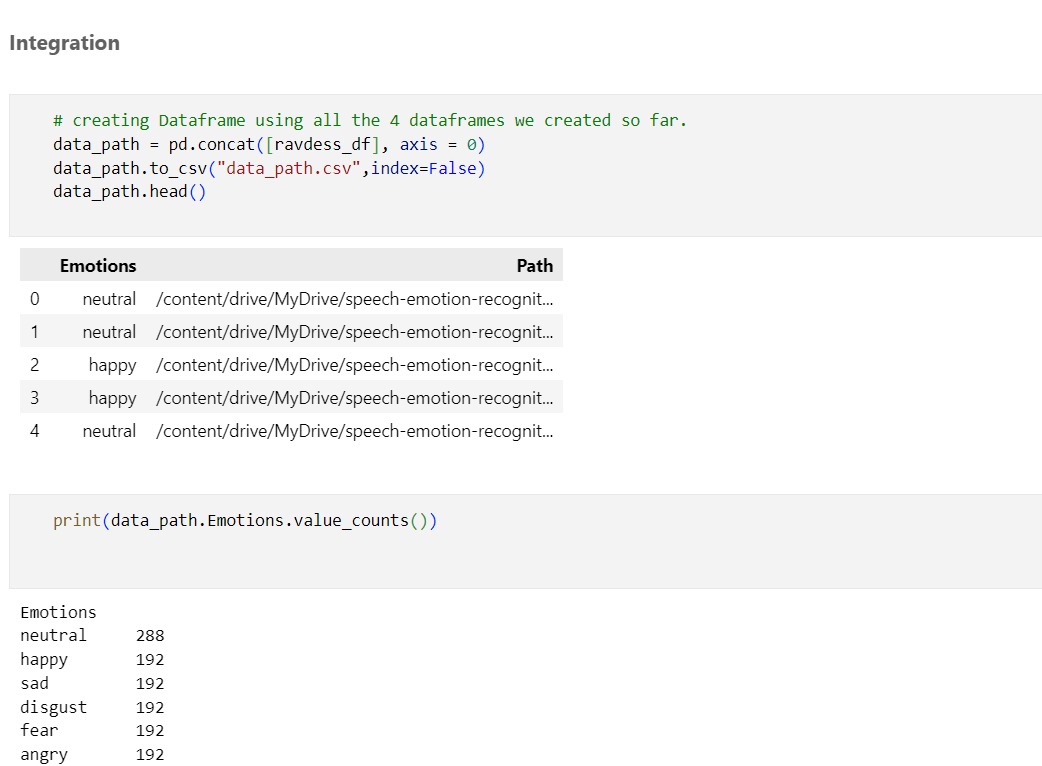 Integration
# creating Dataframe using all the 4 dataframes we created so far.
data_path = pd.concat([ravdess_df], axis = 0)
data_path.to_csv("data_path.csv",index=False)
data_path.head()
Emotions Path
0 neutral /content/drive/MyDrive/speech-emotion-recognit...
1 neutral /content/drive/MyDrive/speech-emotion-recognit...
2 happy /content/drive/MyDrive/speech-emotion-recognit...
3 happy /content/drive/MyDrive/speech-emotion-recognit...
4 neutral /content/drive/MyDrive/speech-emotion-recognit...
print(data_path.Emotions.value_counts())
Emotions
neutral 288
happy 192
sad 192
disgust 192
fear 192
angry 192